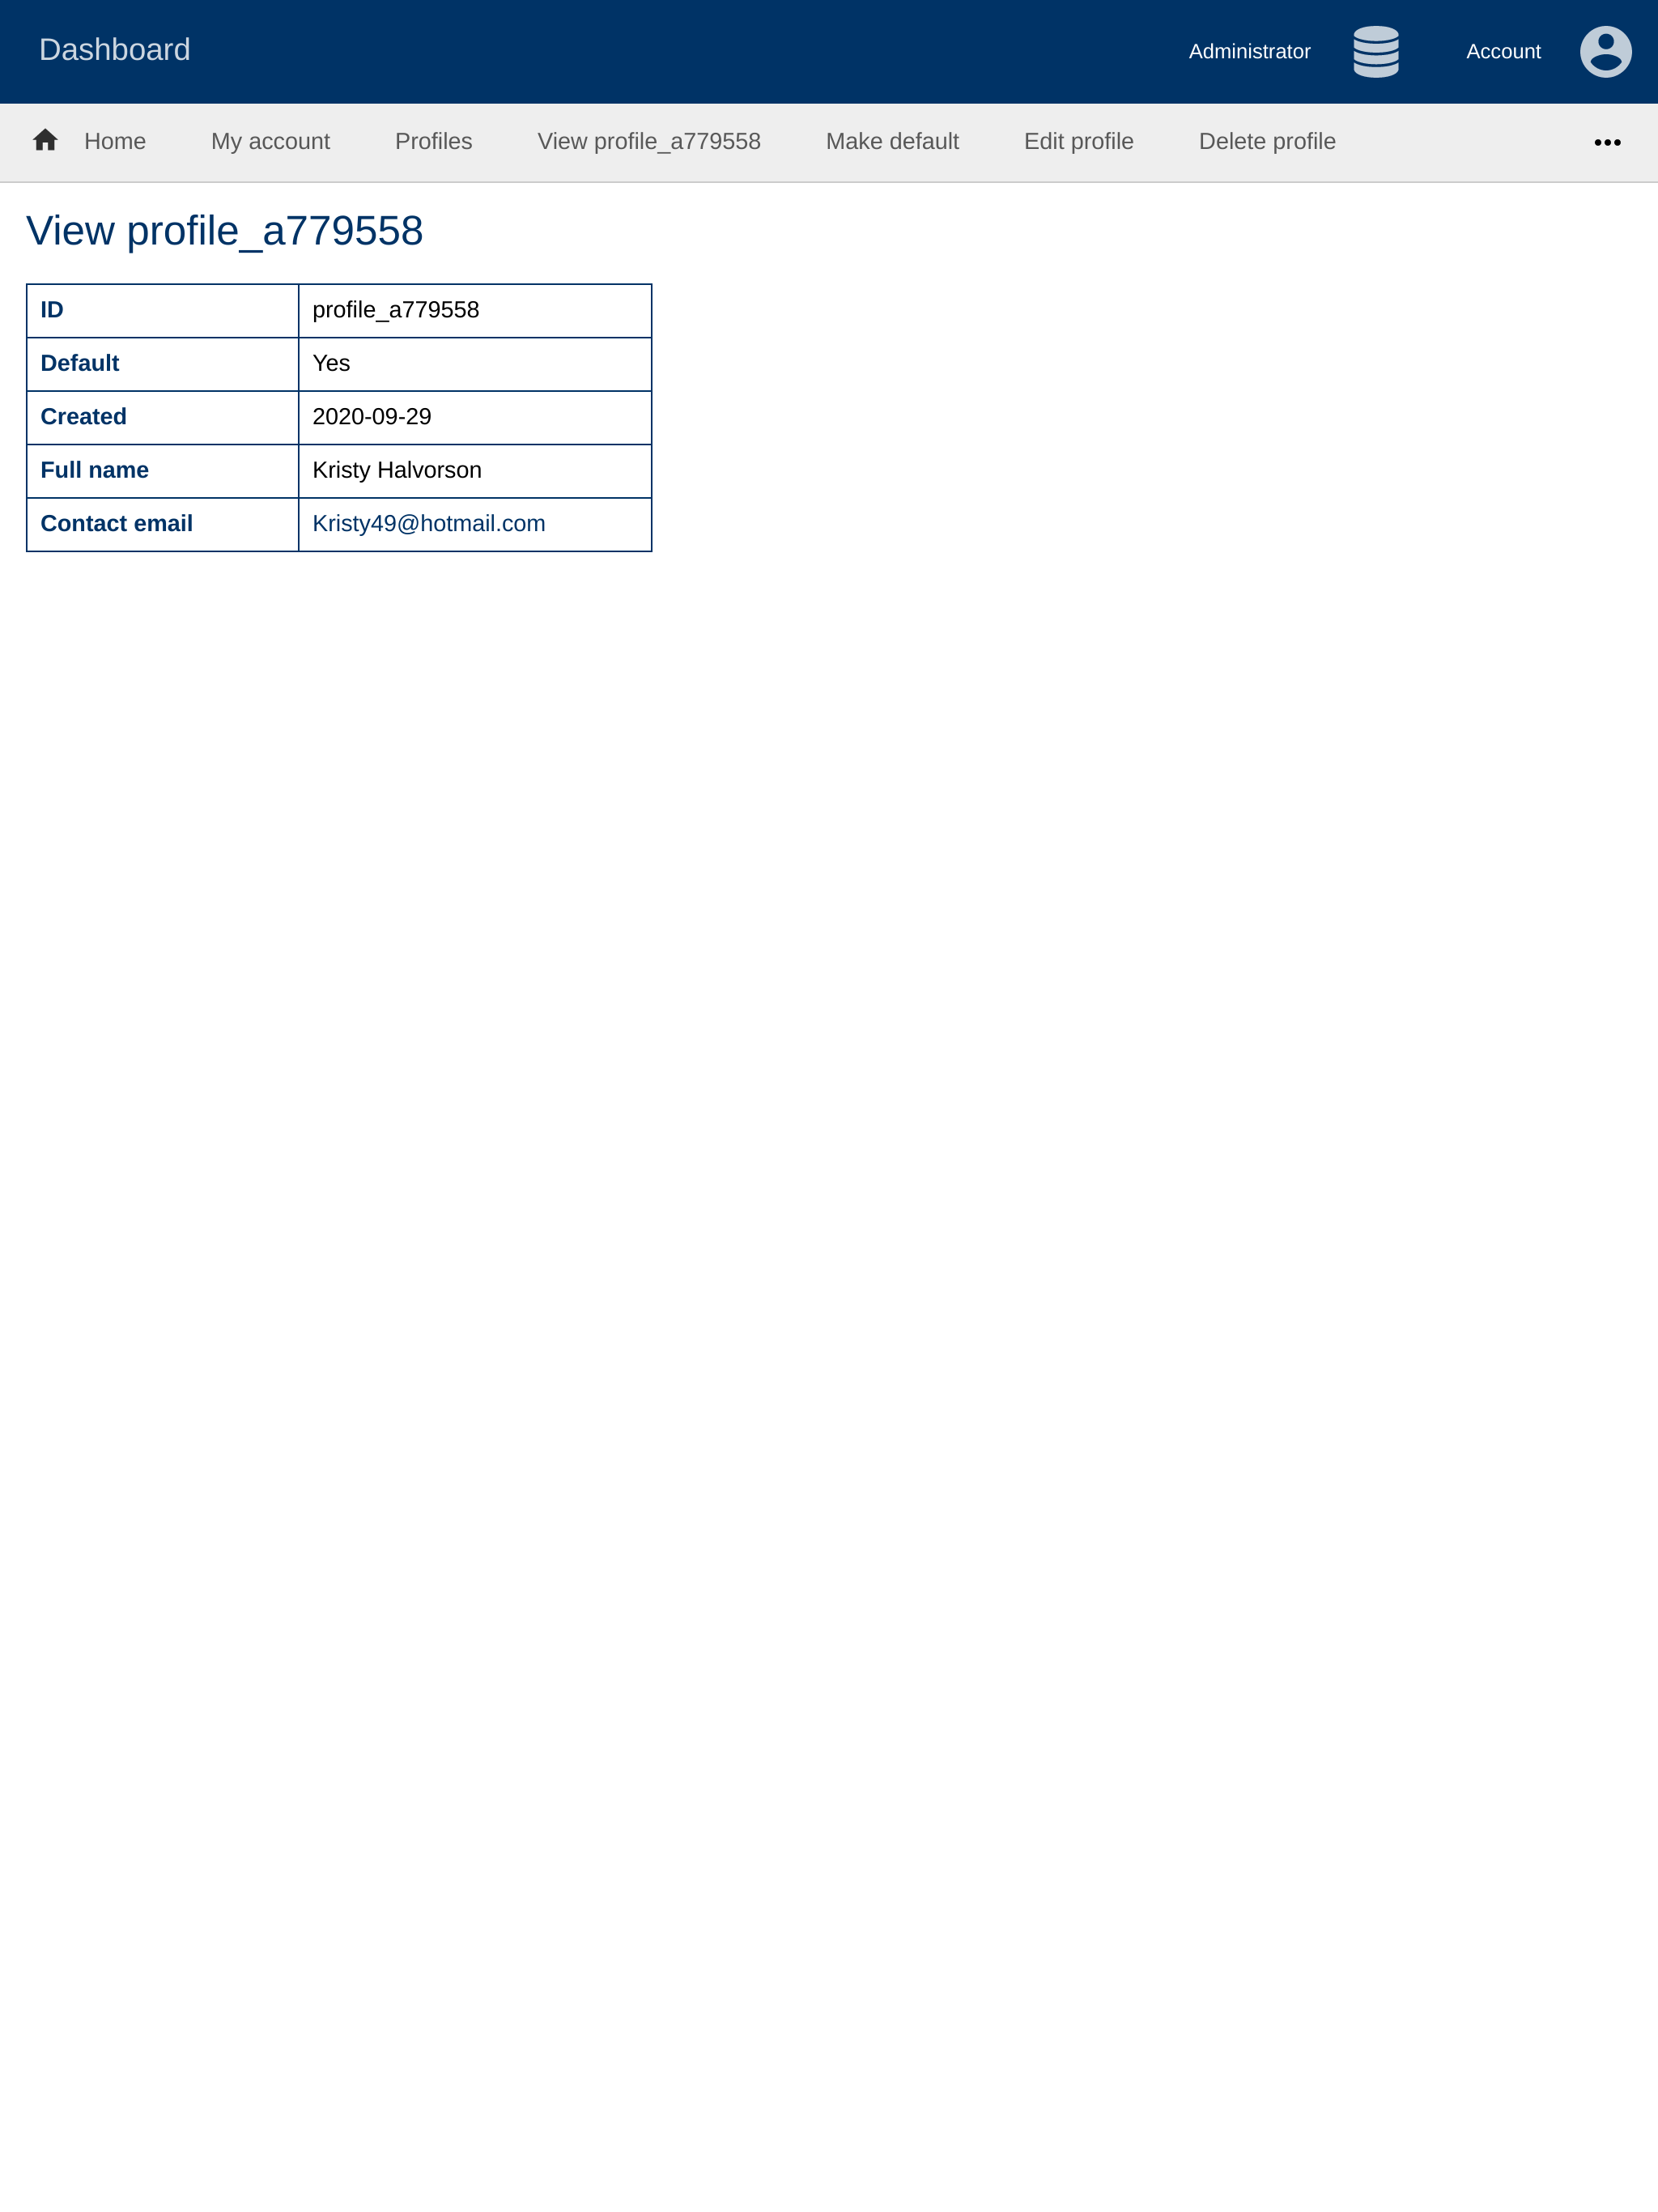 Dashboard Administrator Account
Home My account Profiles View profile_a779558 Make default Edit profile Delete profile •••
View profile_a779558
ID profile_a779558
Default Yes
Created 2020-09-29
Full name Kristy Halvorson
Contact email Kristy49@hotmail.com